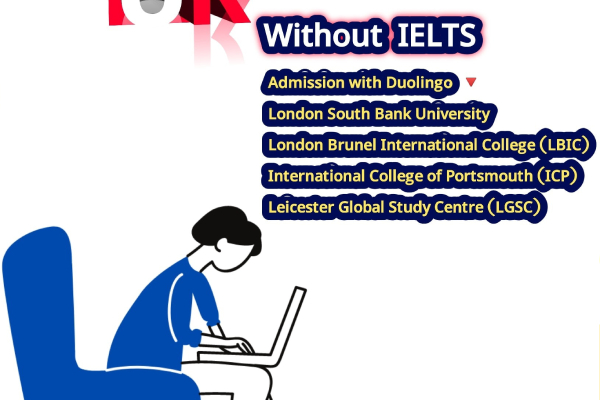 UK
Without IELTS
Admission with Duolingo
London South Bank University
London Brunel International College (LBIC)
International College of Portsmouth (ICP)
Leicester Global Study Centre (LGSC)